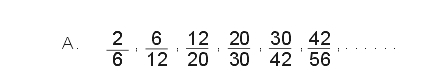 A. 2/6, 6/12, 12/20, 20/30, 30/42, 42/56, ......